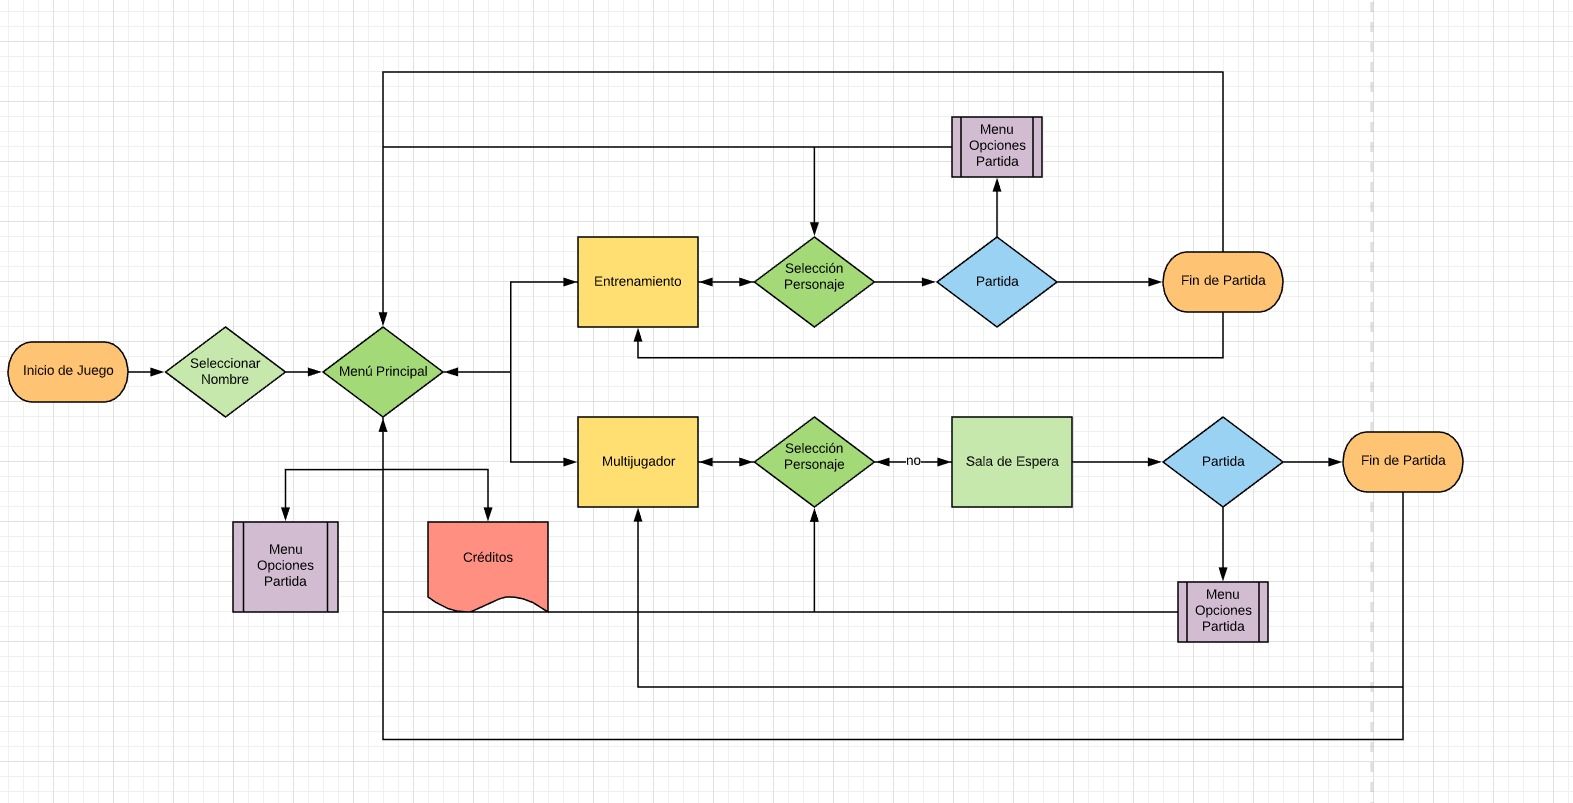 Menu
Opciones
Partida
Entrenamiento
Selección
Personaje
Partida
Fin de Partida
Inicio de Juego
Seleccionar
Nombre
Menú Principal
Multijugador
Selección
Personaje
no
Sala de Espera
Partida
Fin de Partida
Menu
Opciones
Partida
Créditos
Menu
Opciones
Partida